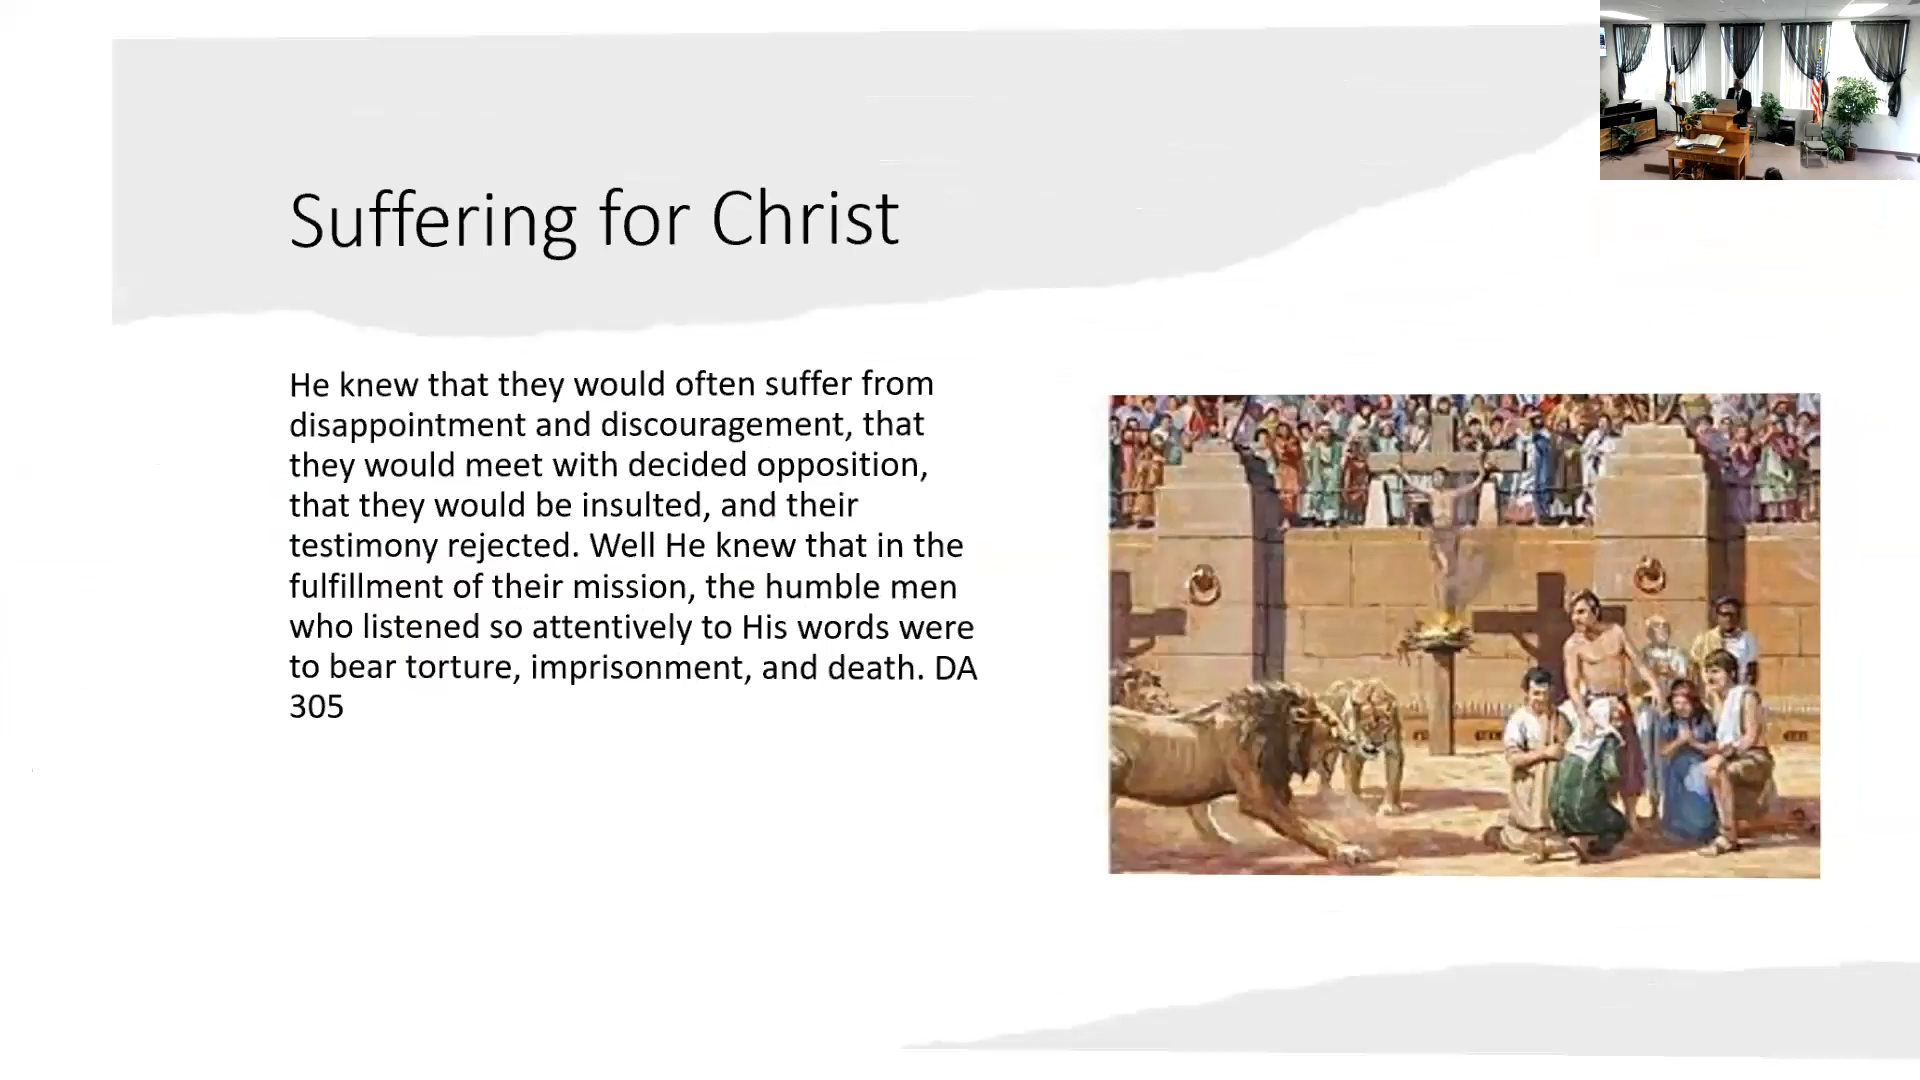 Suffering for Christ
He knew that they would often suffer from
disappointment and discouragement, that
they would meet with decided opposition,
that they would be insulted, and their
testimony rejected. Well He knew that in the
fulfillment of their mission, the humble men
who listened so attentively to His words were
to bear torture, imprisonment, and death. DA
305